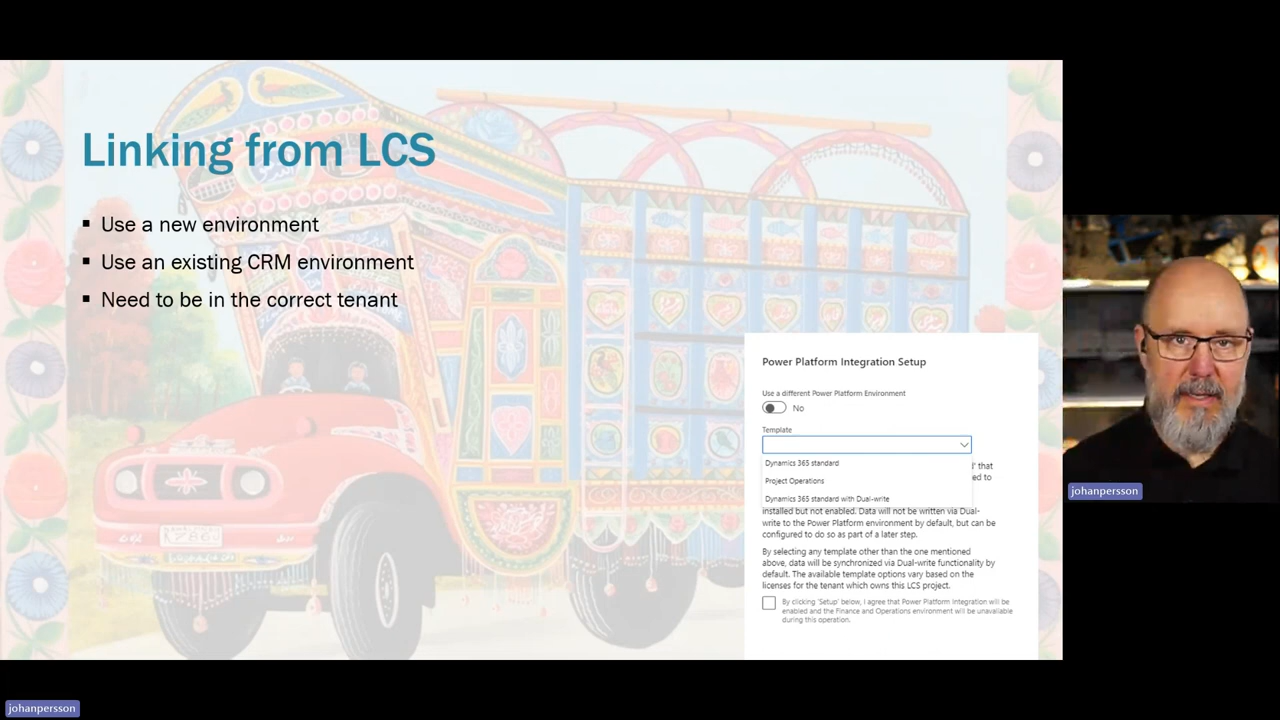 Linking from LCS
▪ Use a new environment
▪ Use an existing CRM environment
▪ Need to be in the correct tenant
Power Platform Integration Setup
Use a different Power Platform Environment
No
Template
Dynamics 365 standard
Project Operations
Dynamics 365 standard with Dual-write
' that
ed to
installed but not enabled. Data will not be written via Dual-
write to the Power Platform environment by default, but can be
configured to do so as part of a later step.
By selecting any template other than the one mentioned
above, data will be synchronized via Dual-write functionality by
default. The available template options vary based on the
licenses for the tenant which owns this LCS project.
By clicking 'Setup' below, I agree that Power Platform Integration will be
enabled and the Finance and Operations environment will be unavailable
during this operation.
johanpersson
johanpersson